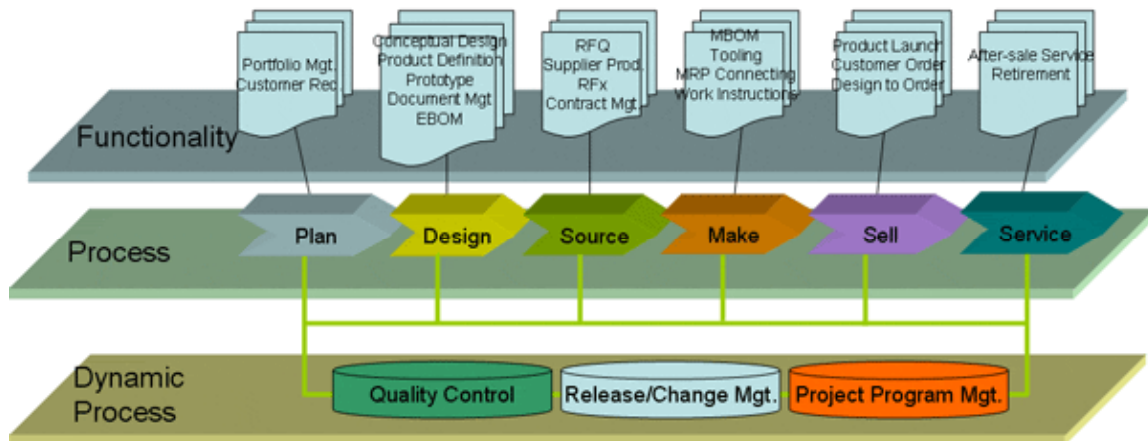 Portfolio Mgt.
Customer Req.
Conceptual Design
Product Definition
Prototype
Document Mgt
EBOM
RFQ
Supplier Prod.
RFx
Contract Mgt.
MBOM
Tooling
MRP Connecting
Work Instructions
Product Launch
Customer Order
Design to Order
After-sale Service
Retirement
Functionality
Process
Plan
Design
Source
Make
Sell
Service
Dynamic
Process
Quality Control
Release/Change Mgt.
Project Program Mgt.